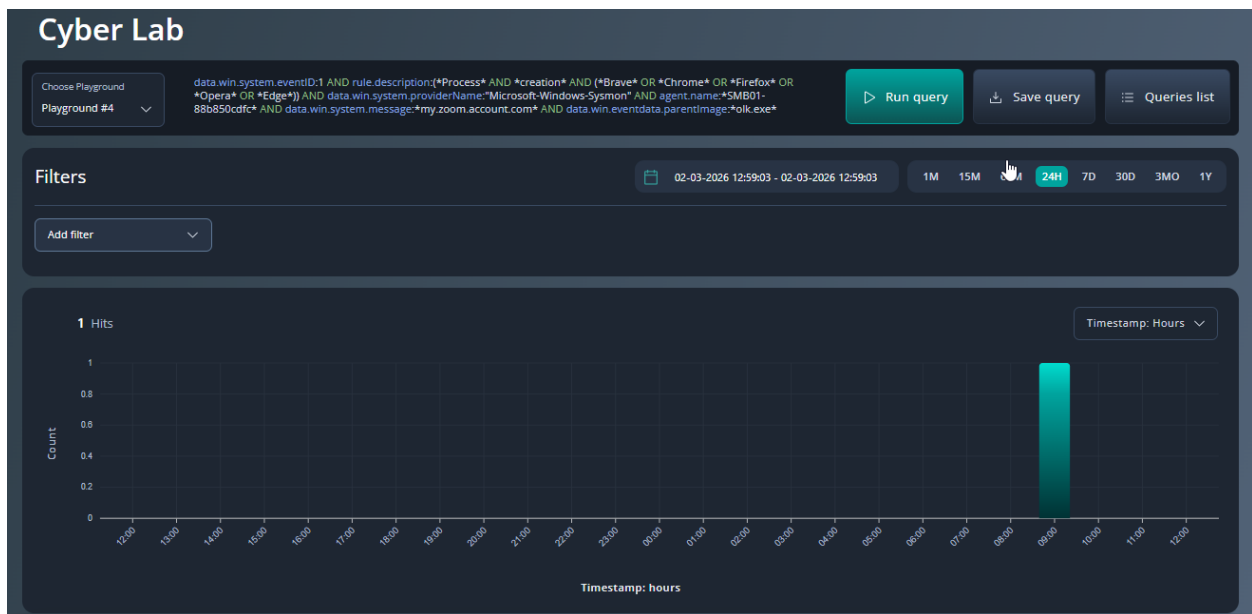 Cyber Lab
Choose Playground
Playground #4
data.win.system.eventID:1 AND rule.description:(*Process* AND *creation* AND (*Brave* OR *Chrome* OR *Firefox* OR
*Opera* OR *Edge*)) AND data.win.system.providerName:"Microsoft-Windows-Sysmon" AND agent.name:*SMB01-
88b850cdfc* AND data.win.system.message:*my.zoom.account.com* AND data.win.eventdata.parentImage:*olk.exe*
Run query
Save query
Queries list
Filters
02-03-2026 12:59:03 - 02-03-2026 12:59:03
1M 15M 24H 7D 30D 3MO 1Y
Add filter
1 Hits
Timestamp: Hours
Count
1
0.8
0.6
0.4
0.2
0
12:00 13:00 14:00 15:00 16:00 17:00 18:00 19:00 20:00 21:00 22:00 23:00 00:00 01:00 02:00 03:00 04:00 05:00 06:00 07:00 08:00 09:00 10:00 11:00 12:00
Timestamp: hours